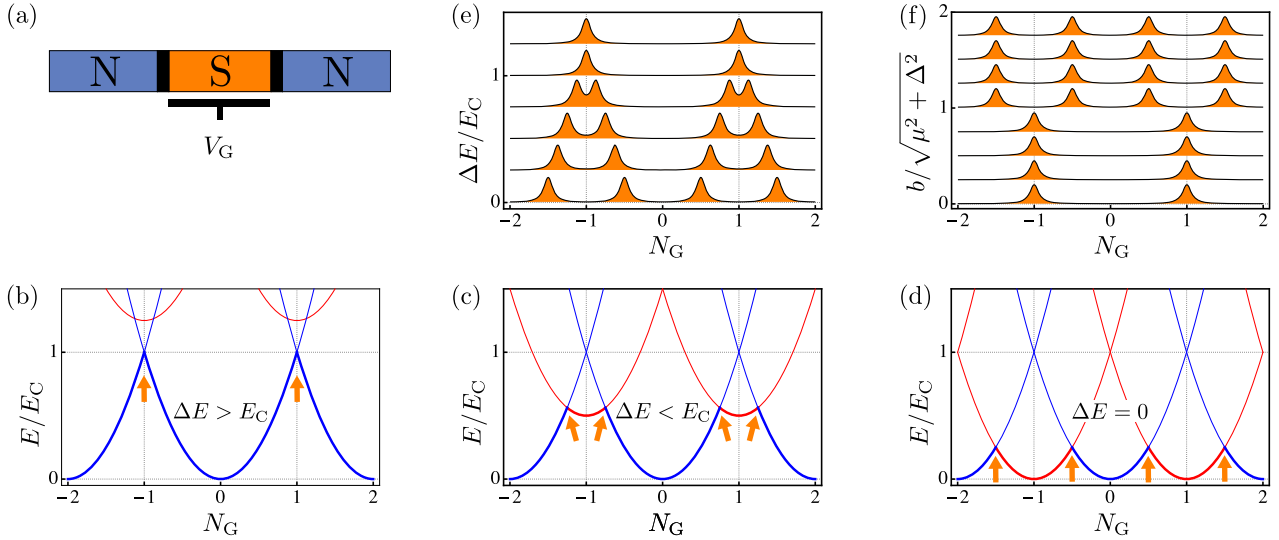 (a)
N S N
V_G
(e)
ΔE/E_C
1
0
−2 −1 0 1 2
N_G
(f)
b/√μ² + Δ²
2
1
0
−2 −1 0 1 2
N_G
(b)
E/E_C
1
0
ΔE > E_C
−2 −1 0 1 2
N_G
(c)
E/E_C
1
0
ΔE < E_C
−2 −1 0 1 2
N_G
(d)
E/E_C
1
0
ΔE = 0
−2 −1 0 1 2
N_G